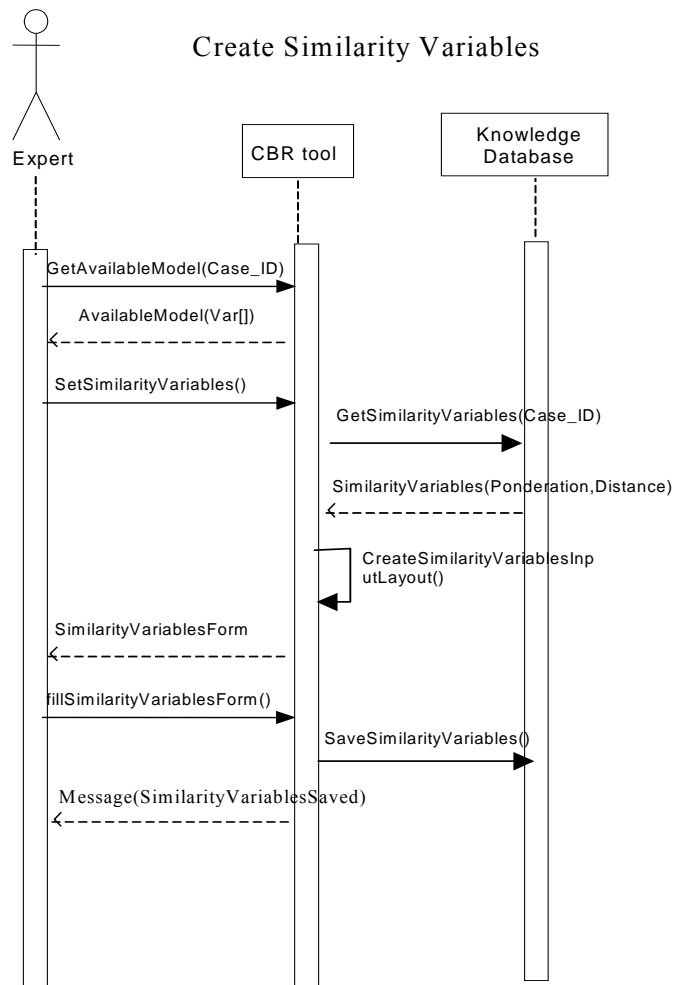 Create Similarity Variables
Expert
CBR tool
Knowledge
Database
GetAvailableModel(Case_ID)
AvailableModel(Var[])
SetSimilarityVariables()
GetSimilarityVariables(Case_ID)
SimilarityVariables(Ponderation,Distance)
CreateSimilarityVariablesInp
utLayout()
SimilarityVariablesForm
fillSimilarityVariablesForm()
SaveSimilarityVariables()
Message(SimilarityVariablesSaved)